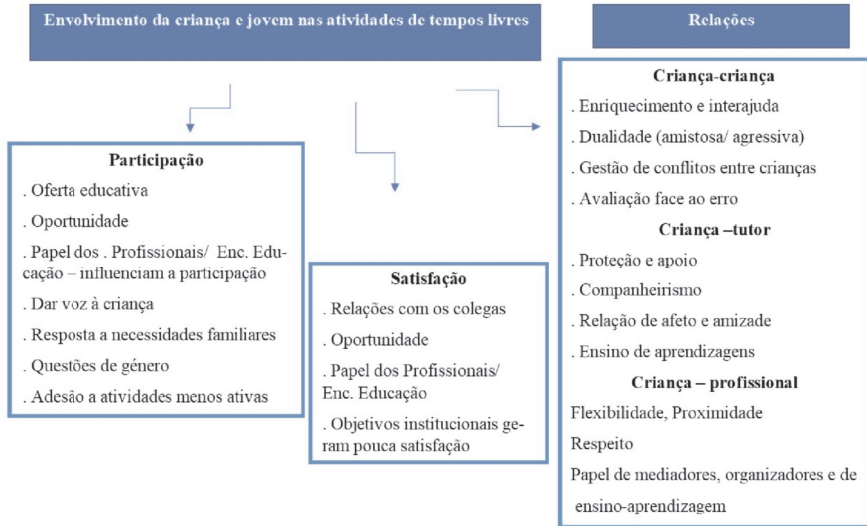 Envolvimento da criança e jovem nas atividades de tempos livres
Participação
. Oferta educativa
. Oportunidade
. Papel dos . Profissionais/ Enc. Edu-
cação – influenciam a participação
. Dar voz à criança
. Resposta a necessidades familiares
. Questões de género
. Adesão a atividades menos ativas
Satisfação
. Relações com os colegas
. Oportunidade
. Papel dos Profissionais/
Enc. Educação
. Objetivos institucionais ge-
ram pouca satisfação
Relações
Criança-criança
. Enriquecimento e interajuda
. Dualidade (amistosa/ agressiva)
. Gestão de conflitos entre crianças
. Avaliação face ao erro
Criança –tutor
. Proteção e apoio
. Companheirismo
. Relação de afeto e amizade
. Ensino de aprendizagens
Criança – profissional
Flexibilidade, Proximidade
Respeito
Papel de mediadores, organizadores e de
ensino-aprendizagem